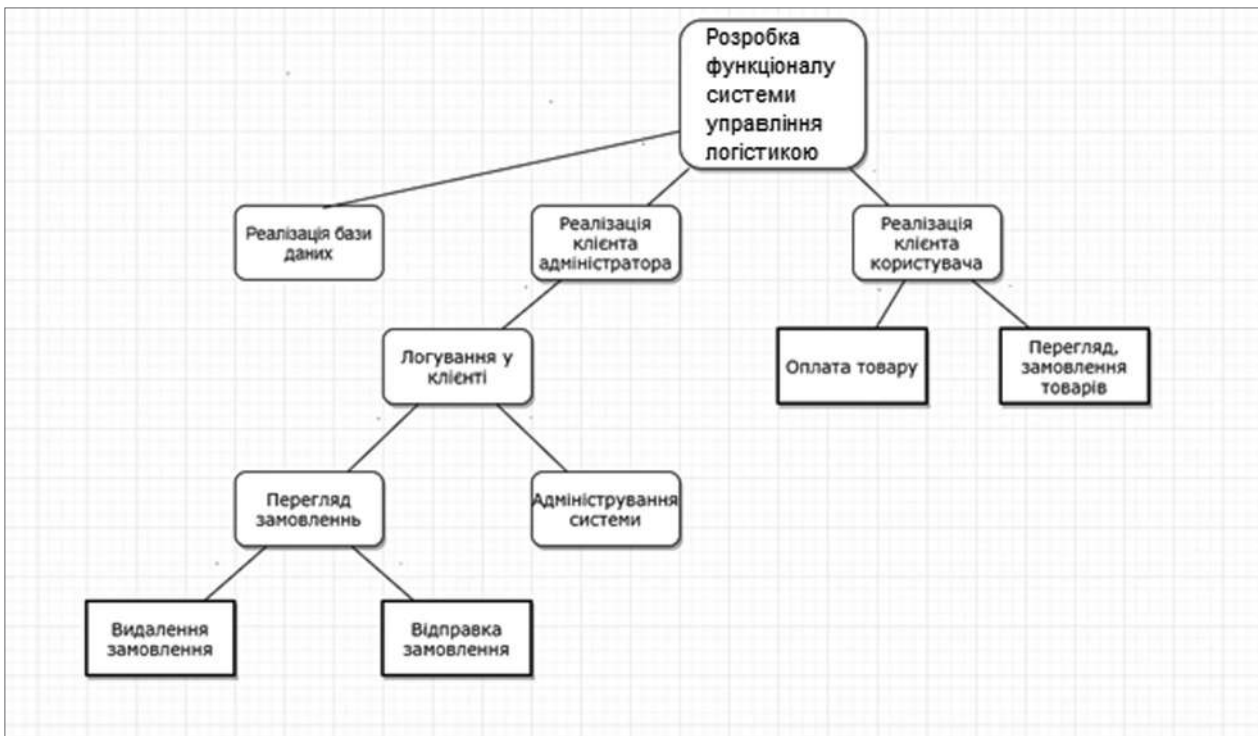 Розробка
функціоналу
системи
управління
логістикою
Реалізація бази
даних
Реалізація
клієнта
адміністратора
Реалізація
клієнта
користувача
Логування у
клієнті
Оплата товару
Перегляд,
замовлення
товарів
Перегляд
замовленнь
Адміністрування
системи
Видалення
замовлення
Відправка
замовлення